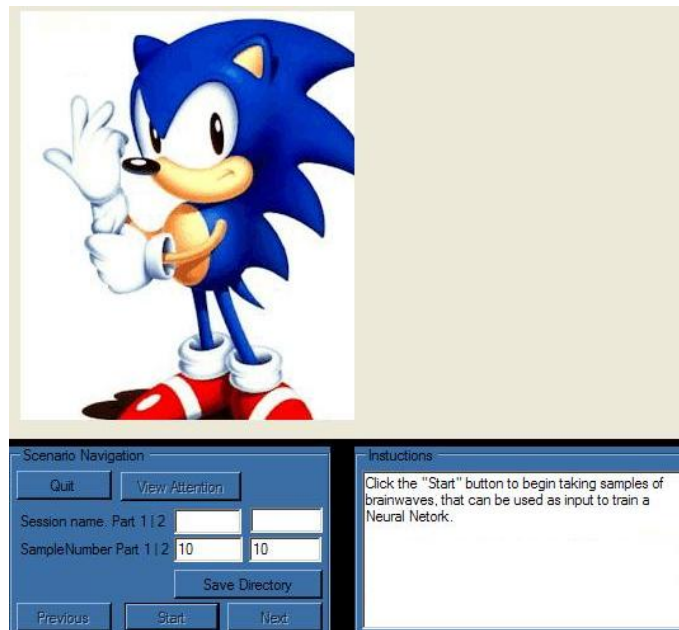 Scenario Navigation
Quit
View Attention
Session name. Part 1 | 2
SampleNumber Part 1 | 2 10 10
Save Directory
Previous Start Next
Instuctions
Click the "Start" button to begin taking samples of
brainwaves, that can be used as input to train a
Neural Netork.